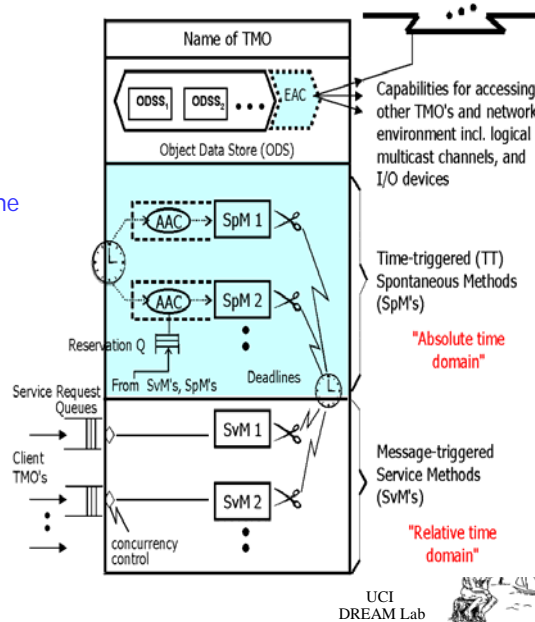 Name of TMO
ODSS1
ODSS2
EAC
Object Data Store (ODS)
Capabilities for accessing
other TMO's and network
environment incl. logical
multicast channels, and
I/O devices
AAC
SpM 1
AAC
SpM 2
Reservation Q
From SvM's, SpM's
Deadlines
Time-triggered (TT)
Spontaneous Methods
(SpM's)
"Absolute time
domain"
Service Request
Queues
Client
TMO's
SvM 1
SvM 2
concurrency
control
Message-triggered
Service Methods
(SvM's)
"Relative time
domain"
UCI
DREAM Lab